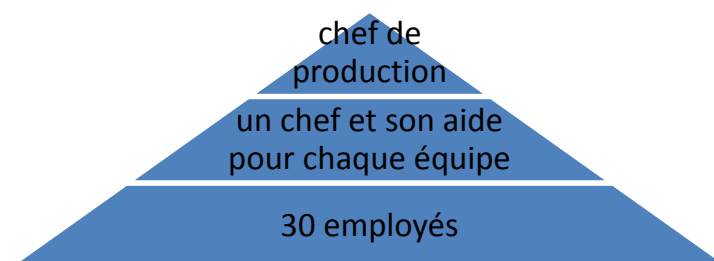 chef de
production
un chef et son aide
pour chaque équipe
30 employés